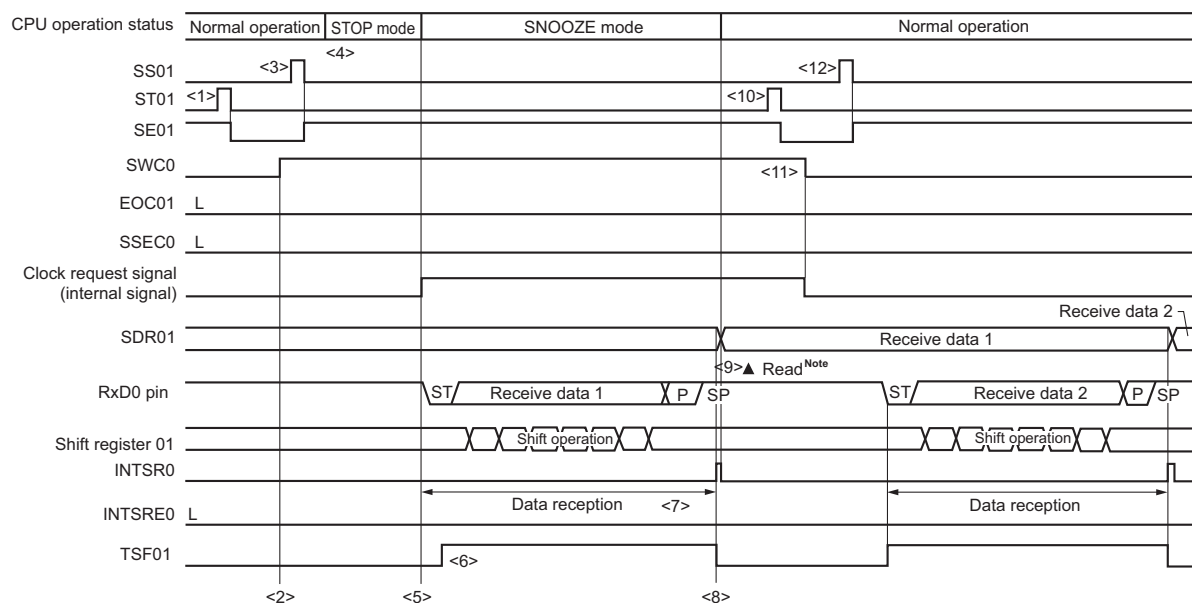 CPU operation status Normal operation STOP mode SNOOZE mode Normal operation
<4>
SS01 <3> <12>
ST01 <1> <10>
SE01
SWC0 <11>
EOC01 L
SSEC0 L
Clock request signal
(internal signal)
Receive data 2
SDR01 Receive data 1
<9>▲ Read Note
RxD0 pin ST Receive data 1 P SP ST Receive data 2 P SP
Shift register 01 Shift operation Shift operation
INTSR0
Data reception <7> Data reception
INTSRE0 L
TSF01 <6>
<2> <5> <8>